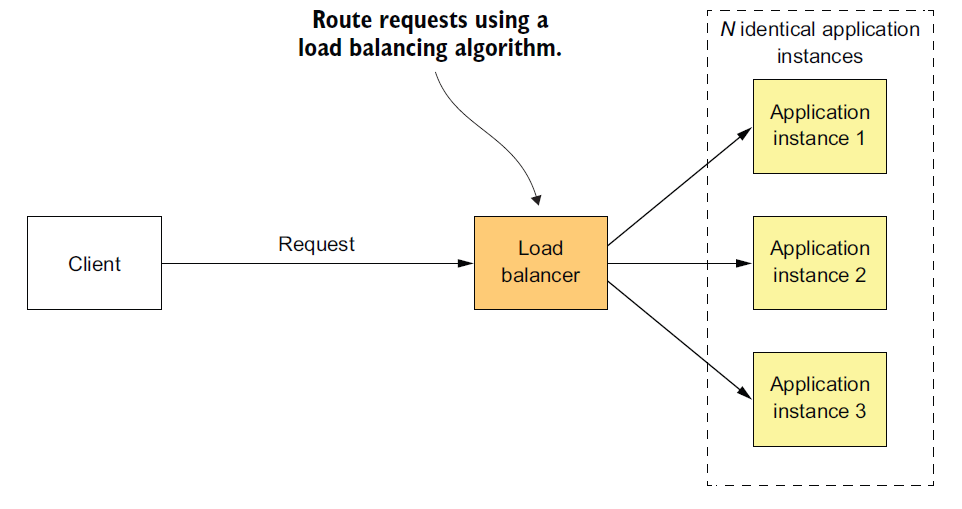 Route requests using a
load balancing algorithm.
N identical application
instances
Application
instance 1
Client
Request
Load
balancer
Application
instance 2
Application
instance 3